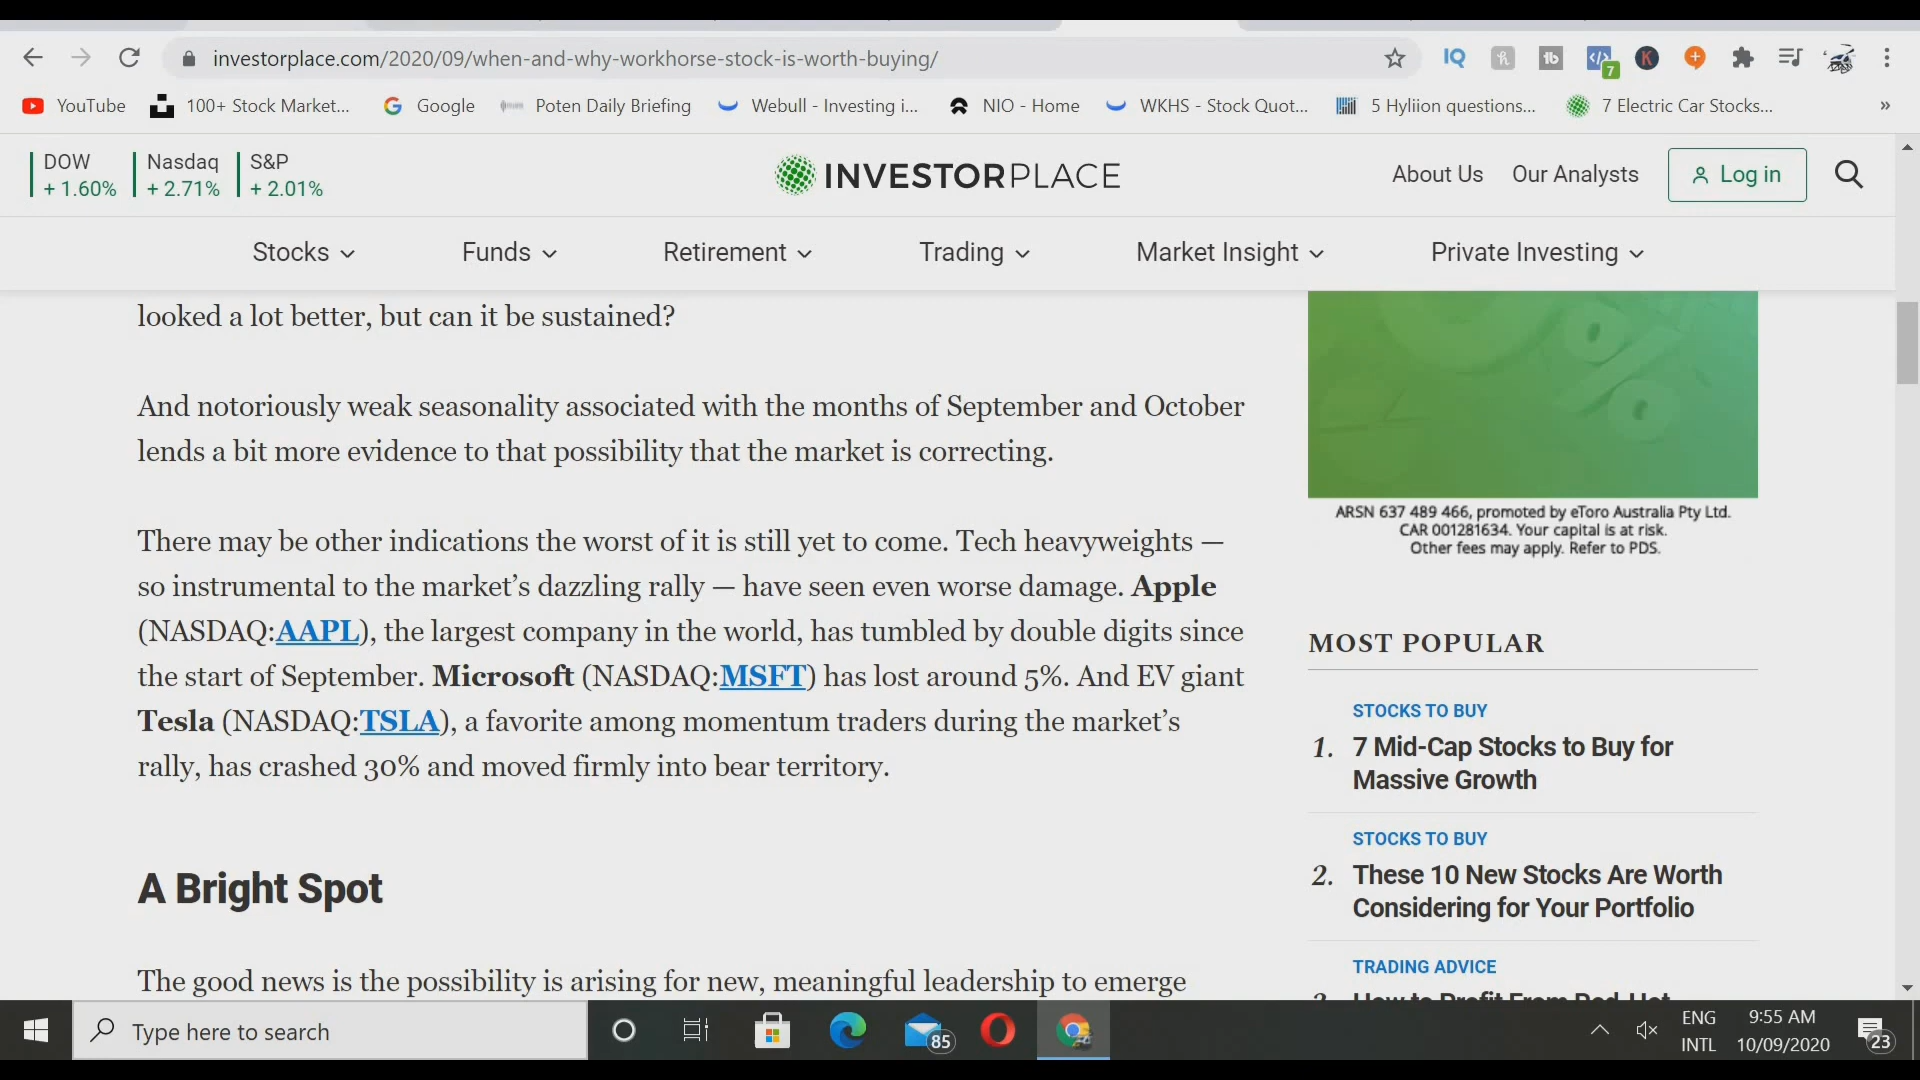 investorplace.com/2020/09/when-and-why-workhorse-stock-is-worth-buying/
IQ
h
tb
</>
7
K
YouTube
100+ Stock Market...
Google
Poten Daily Briefing
Webull - Investing i...
NIO - Home
WKHS - Stock Quot...
5 Hyliion questions...
7 Electric Car Stocks...
»
DOW
+ 1.60%
Nasdaq
+ 2.71%
S&P
+ 2.01%
INVESTORPLACE
About Us
Our Analysts
Log in
Stocks
Funds
Retirement
Trading
Market Insight
Private Investing
looked a lot better, but can it be sustained?
And notoriously weak seasonality associated with the months of September and October
lends a bit more evidence to that possibility that the market is correcting.
There may be other indications the worst of it is still yet to come. Tech heavyweights —
so instrumental to the market’s dazzling rally — have seen even worse damage. Apple
(NASDAQ:AAPL), the largest company in the world, has tumbled by double digits since
the start of September. Microsoft (NASDAQ:MSFT) has lost around 5%. And EV giant
Tesla (NASDAQ:TSLA), a favorite among momentum traders during the market’s
rally, has crashed 30% and moved firmly into bear territory.
A Bright Spot
The good news is the possibility is arising for new, meaningful leadership to emerge
%
ARSN 637 489 466, promoted by eToro Australia Pty Ltd.
CAR 001281634. Your capital is at risk.
Other fees may apply. Refer to PDS.
MOST POPULAR
STOCKS TO BUY
1. 7 Mid-Cap Stocks to Buy for
Massive Growth
STOCKS TO BUY
2. These 10 New Stocks Are Worth
Considering for Your Portfolio
TRADING ADVICE
3. How to Profit From Red-Hot
Type here to search
85
ENG
INTL
9:55 AM
10/09/2020
23